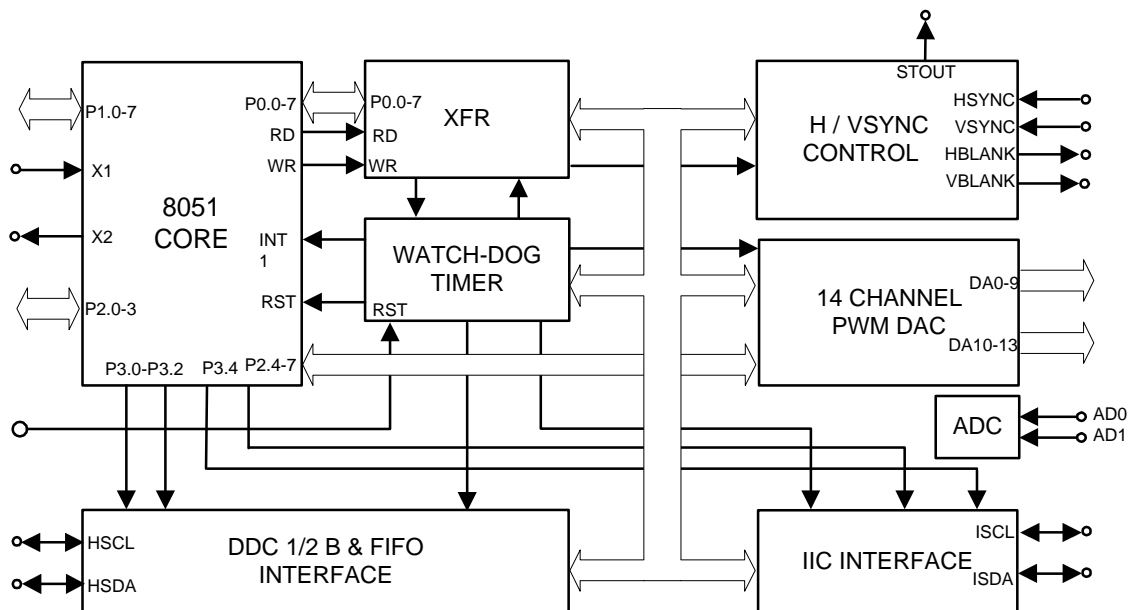 STOUT
P1.0-7
P0.0-7
P0.0-7
XFR
HSYNC
RD
RD
H / VSYNC
CONTROL
VSYNC
X1
WR
WR
HBLANK
VBLANK
8051
CORE
X2
INT
1
WATCH-DOG
TIMER
14 CHANNEL
PWM DAC
DA0-9
P2.0-3
RST
RST
DA10-13
P3.0-P3.2
P3.4
P2.4-7
ADC
AD0
AD1
HSCL
DDC 1/2 B & FIFO
INTERFACE
HSDA
IIC INTERFACE
ISCL
ISDA